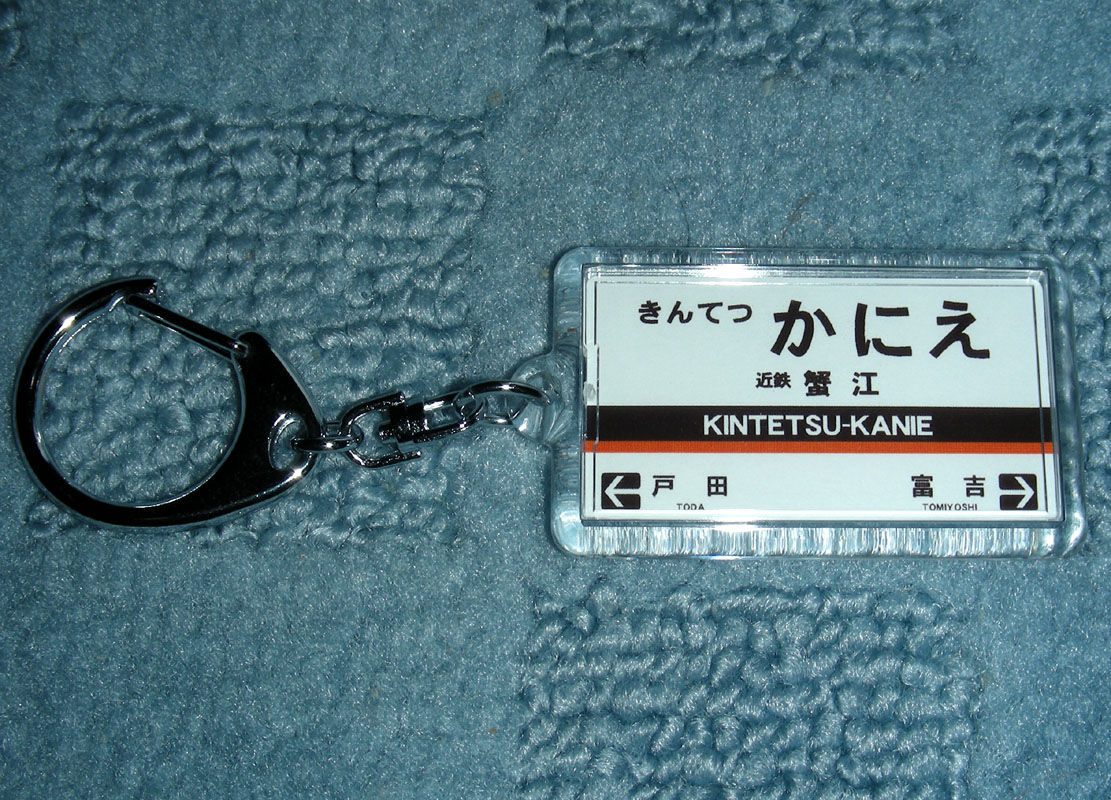 きんてつ かにえ
近鉄 蟹江
KINTETSU-KANIE
戸田 富吉
TODA TOMIYOSHI